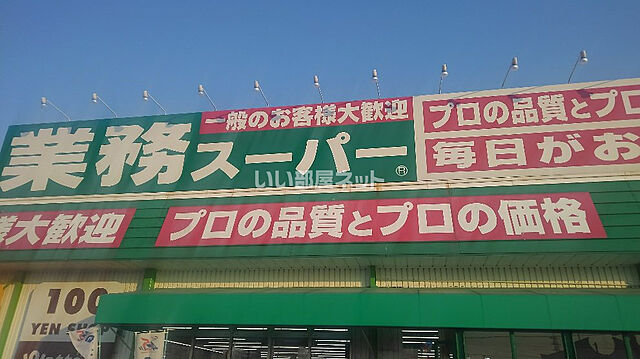 一般のお客様大歓迎
プロの品質とプロ
業務スーパー®
毎日がお
いい部屋ネット
様大歓迎
プロの品質とプロの価格
100
YEN SHOP